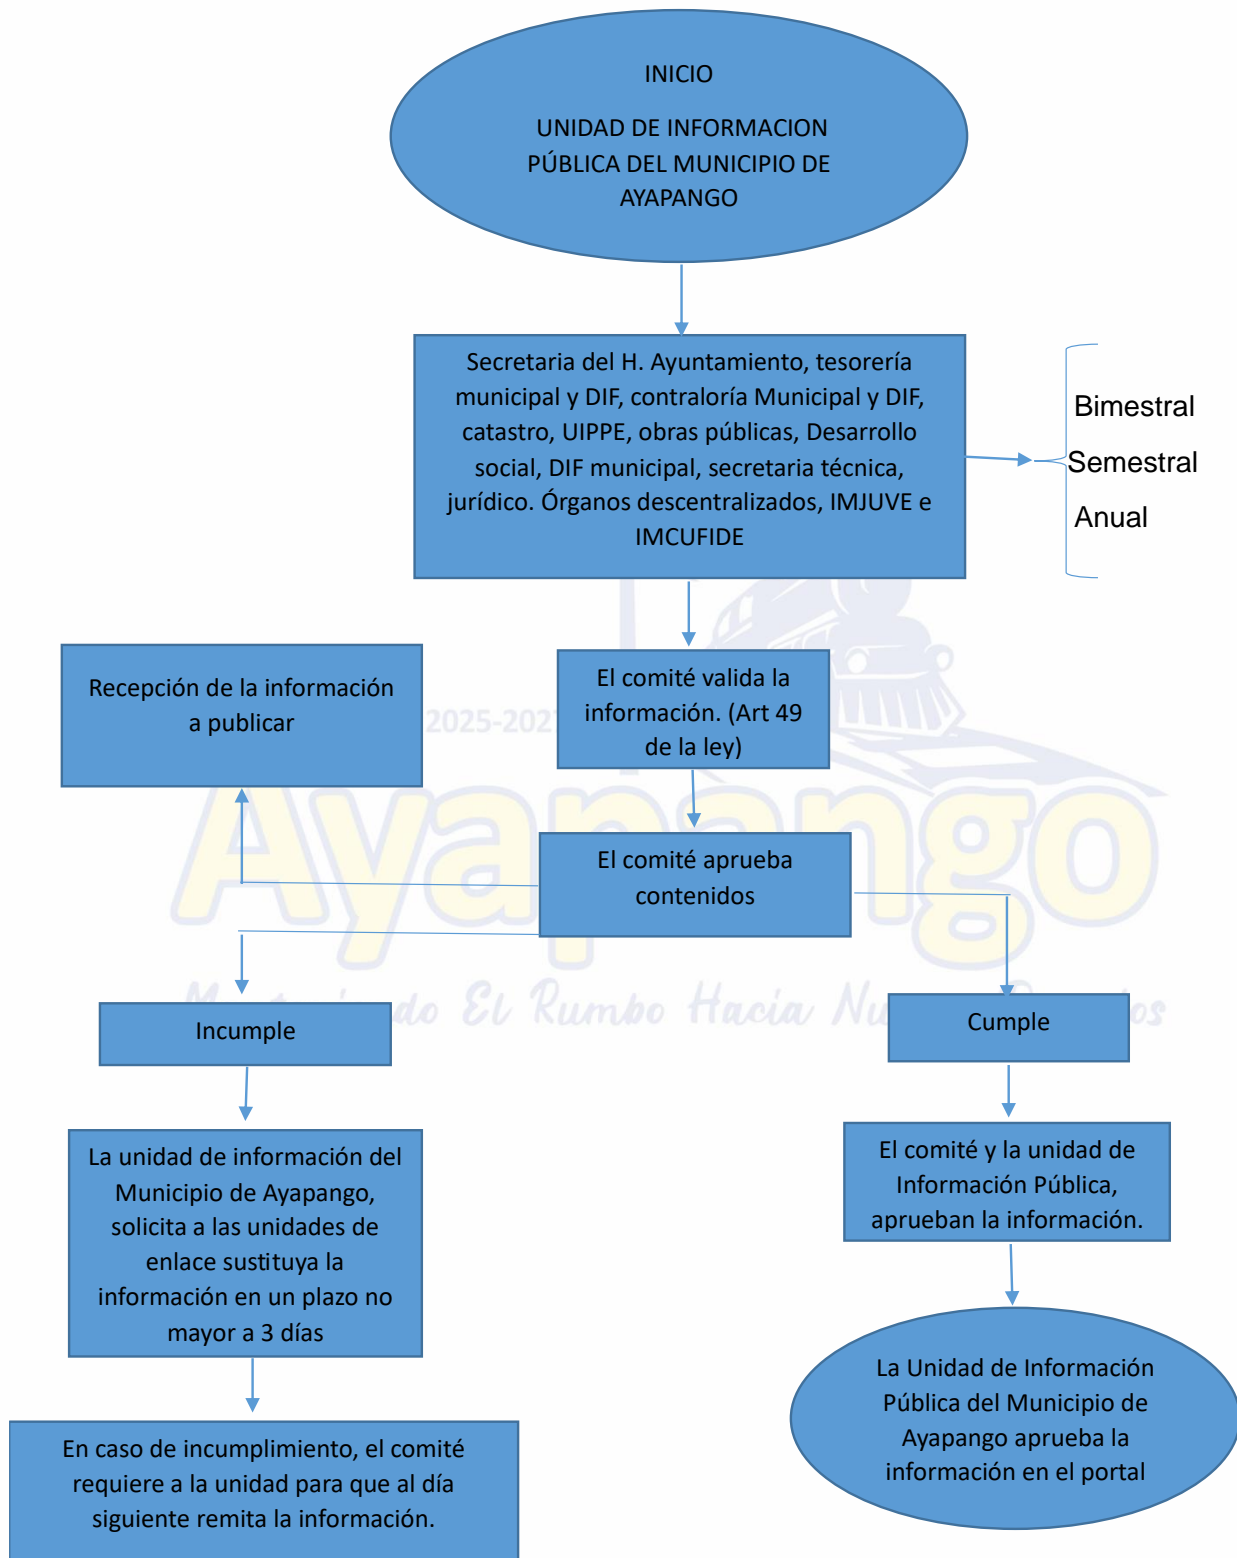 INICIO
UNIDAD DE INFORMACION
PÚBLICA DEL MUNICIPIO DE
AYAPANGO
Secretaria del H. Ayuntamiento, tesorería
municipal y DIF, contraloría Municipal y DIF,
catastro, UIPPE, obras públicas, Desarrollo
social, DIF municipal, secretaria técnica,
jurídico. Órganos descentralizados, IMJUVE e
IMCUFIDE
Bimestral
Semestral
Anual
Recepción de la información
a publicar
El comité valida la
información. (Art 49
de la ley)
2025-202
Ayapango
El comité aprueba
contenidos
El Rumbo Hacia
Incumple
Cumple
La unidad de información del
Municipio de Ayapango,
solicita a las unidades de
enlace sustituya la
información en un plazo no
mayor a 3 días
El comité y la unidad de
Información Pública,
aprueban la información.
La Unidad de Información
Pública del Municipio de
Ayapango aprueba la
información en el portal
En caso de incumplimiento, el comité
requiere a la unidad para que al día
siguiente remita la información.